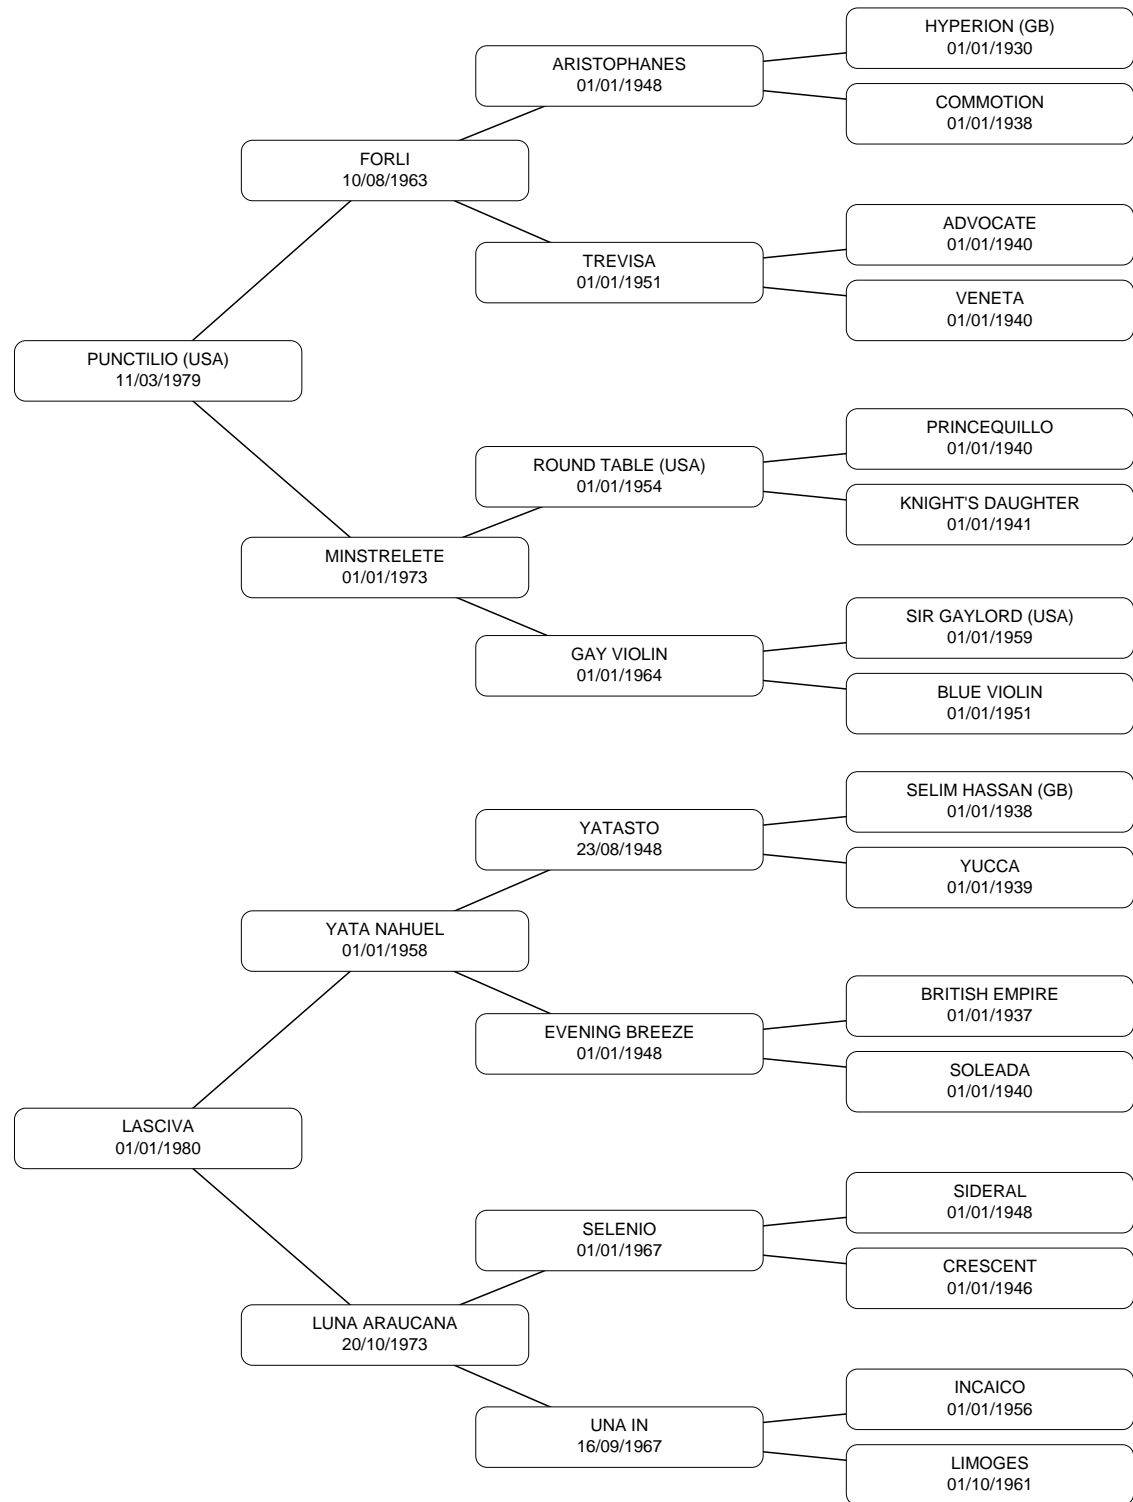 HYPERION (GB)
01/01/1930
ARISTOPHANES
01/01/1948
COMMOTION
01/01/1938
FORLI
10/08/1963
ADVOCATE
01/01/1940
TREVISA
01/01/1951
VENETA
01/01/1940
PUNCTILIO (USA)
11/03/1979
PRINCEQUILLO
01/01/1940
ROUND TABLE (USA)
01/01/1954
KNIGHT'S DAUGHTER
01/01/1941
MINSTRELETE
01/01/1973
SIR GAYLORD (USA)
01/01/1959
GAY VIOLIN
01/01/1964
BLUE VIOLIN
01/01/1951
SELIM HASSAN (GB)
01/01/1938
YATASTO
23/08/1948
YUCCA
01/01/1939
YATA NAHUEL
01/01/1958
BRITISH EMPIRE
01/01/1937
EVENING BREEZE
01/01/1948
SOLEADA
01/01/1940
LASCIVA
01/01/1980
SIDERAL
01/01/1948
SELENIO
01/01/1967
CRESCENT
01/01/1946
LUNA ARAUCANA
20/10/1973
INCAICO
01/01/1956
UNA IN
16/09/1967
LIMOGES
01/10/1961